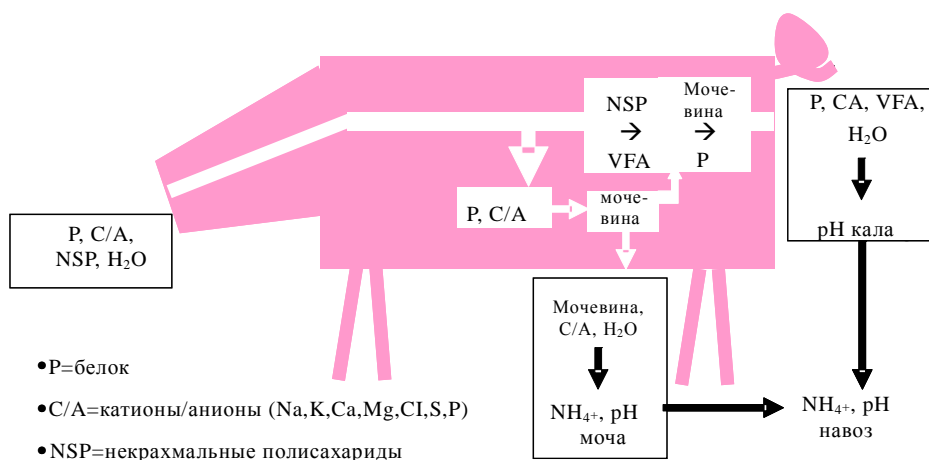 P, C/A,
NSP, H₂O
P, C/A
моче-
вина
NSP
→
VFA
Моче-
вина
→
P
P, CA, VFA,
H₂O
pH кала
Мочевина,
C/A, H₂O
NH₄₊, pH
моча
NH₄₊, pH
навоз
•P=белок
•C/A=катионы/анионы (Na,K,Ca,Mg,CI,S,P)
•NSP=некрахмальные полисахариды